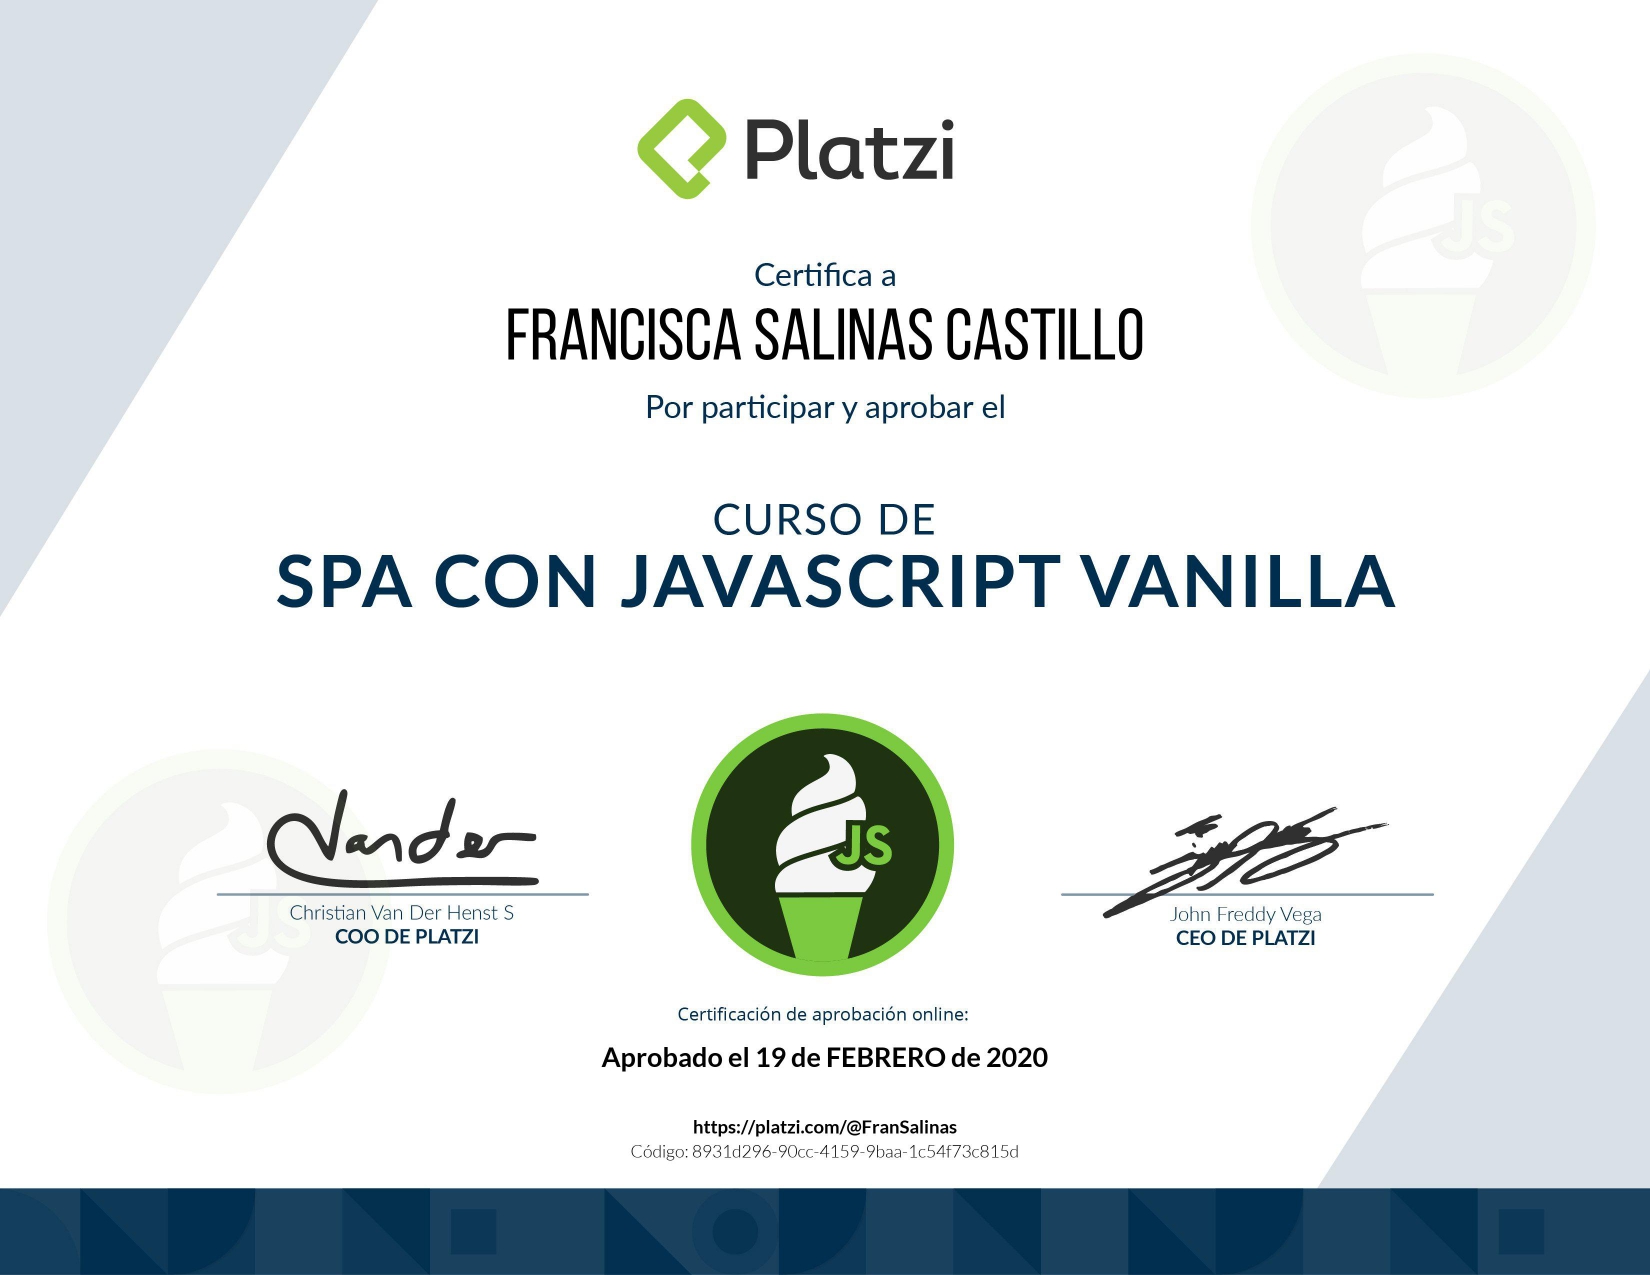 Platzi
Certifica a
FRANCISCA SALINAS CASTILLO
Por participar y aprobar el
CURSO DE
SPA CON JAVASCRIPT VANILLA
JS
Vander
JS
JS
Christian Van Der Henst S
COO DE PLATZI
John Freddy Vega
CEO DE PLATZI
Certificación de aprobación online:
Aprobado el 19 de FEBRERO de 2020
https://platzi.com/@FranSalinas
Código: 8931d296-90cc-4159-9baa-1c54f73c815d